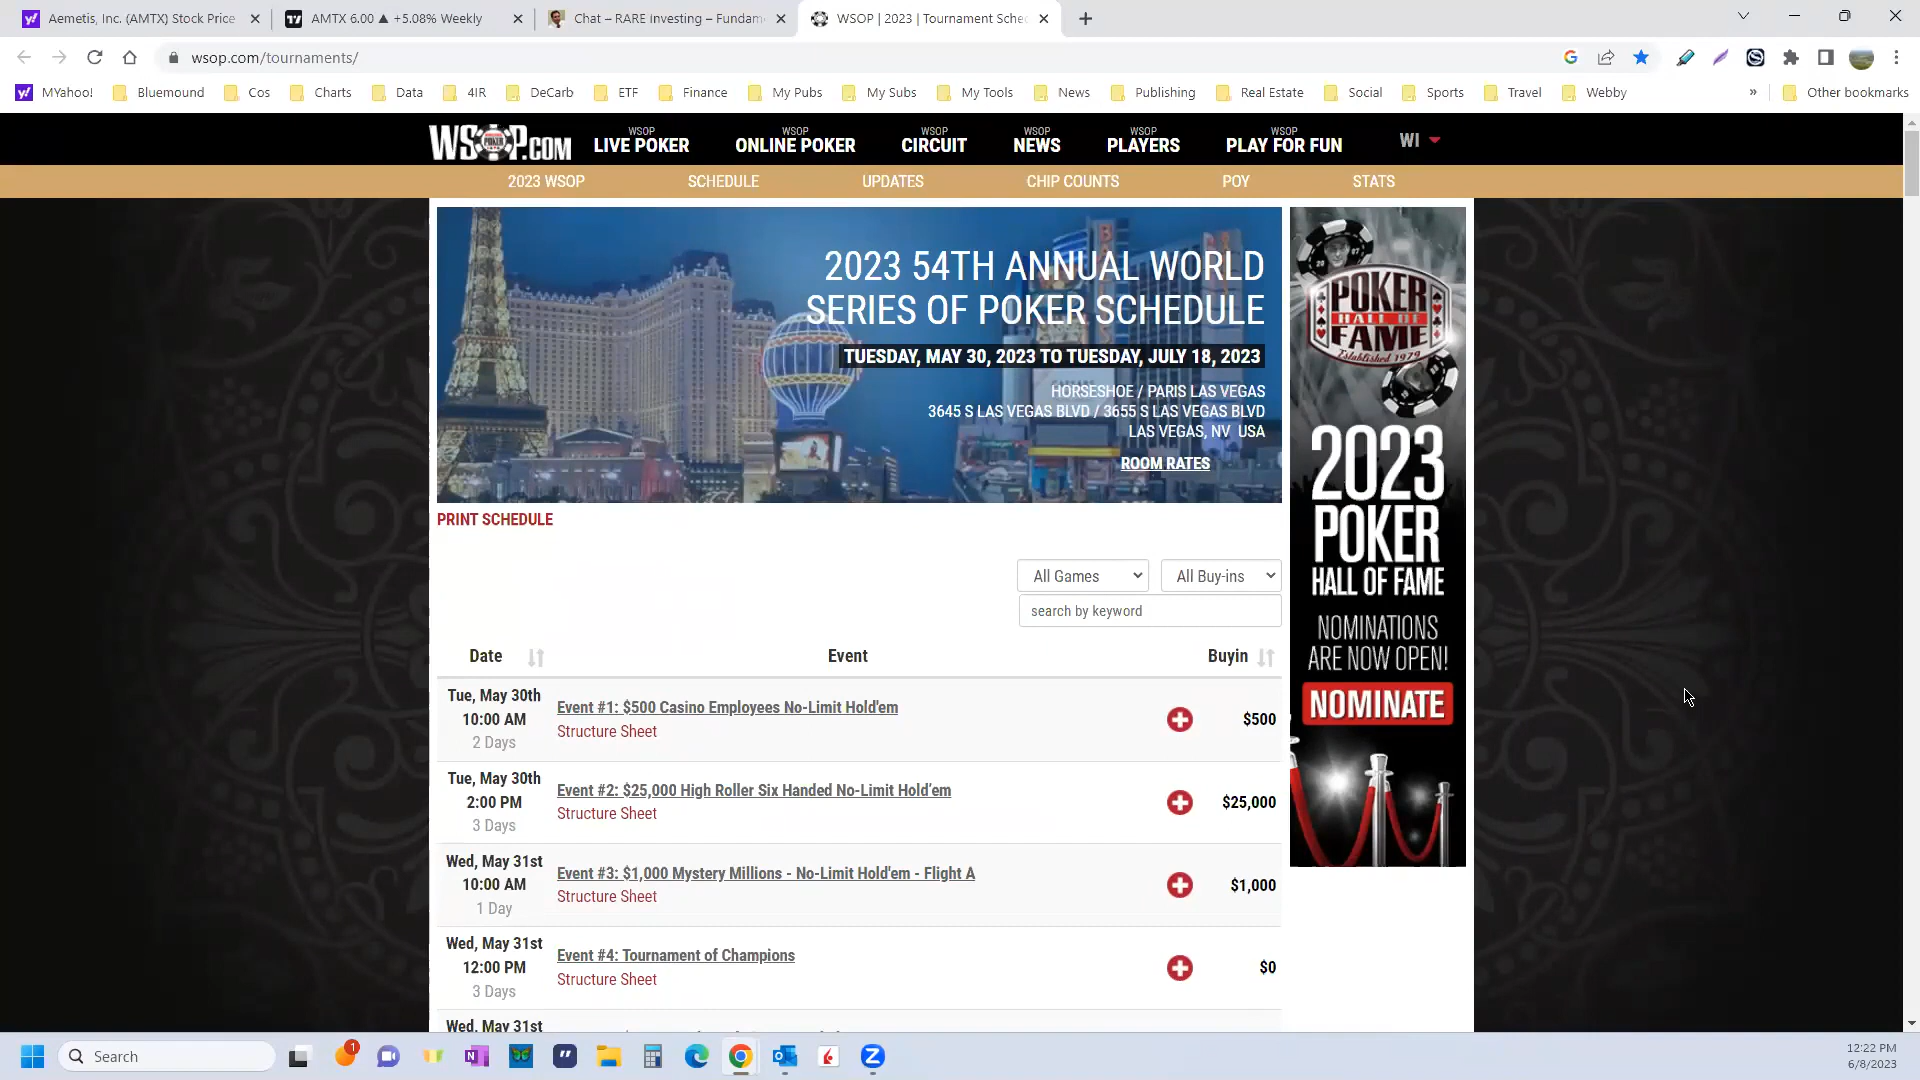 Aemetis, Inc. (AMTX) Stock Price
AMTX 6.00 ▲ +5.08% Weekly
Chat – RARE Investing – Fundam
WSOP | 2023 | Tournament Sche
wsop.com/tournaments/
MYahoo!
Bluemound
Cos
Charts
Data
4IR
DeCarb
ETF
Finance
My Pubs
My Subs
My Tools
News
Publishing
Real Estate
Social
Sports
Travel
Webby
»
Other bookmarks
WSOP.COM
WSOP
LIVE POKER
WSOP
ONLINE POKER
WSOP
CIRCUIT
WSOP
NEWS
WSOP
PLAYERS
WSOP
PLAY FOR FUN
WI
2023 WSOP
SCHEDULE
UPDATES
CHIP COUNTS
POY
STATS
2023 54TH ANNUAL WORLD
SERIES OF POKER SCHEDULE
TUESDAY, MAY 30, 2023 TO TUESDAY, JULY 18, 2023
HORSESHOE / PARIS LAS VEGAS
3645 S LAS VEGAS BLVD / 3655 S LAS VEGAS BLVD
LAS VEGAS, NV USA
ROOM RATES
POKER
HALL OF
FAME
Established 1979
2023
POKER
HALL OF FAME
NOMINATIONS
ARE NOW OPEN!
NOMINATE
PRINT SCHEDULE
All Games
All Buy-ins
search by keyword
Date
Event
Buyin
Tue, May 30th
10:00 AM
2 Days
Event #1: $500 Casino Employees No-Limit Hold'em
Structure Sheet
$500
Tue, May 30th
2:00 PM
3 Days
Event #2: $25,000 High Roller Six Handed No-Limit Hold'em
Structure Sheet
$25,000
Wed, May 31st
10:00 AM
1 Day
Event #3: $1,000 Mystery Millions - No-Limit Hold'em - Flight A
Structure Sheet
$1,000
Wed, May 31st
12:00 PM
3 Days
Event #4: Tournament of Champions
Structure Sheet
$0
Wed, May 31st
Search
1
12:22 PM
6/8/2023